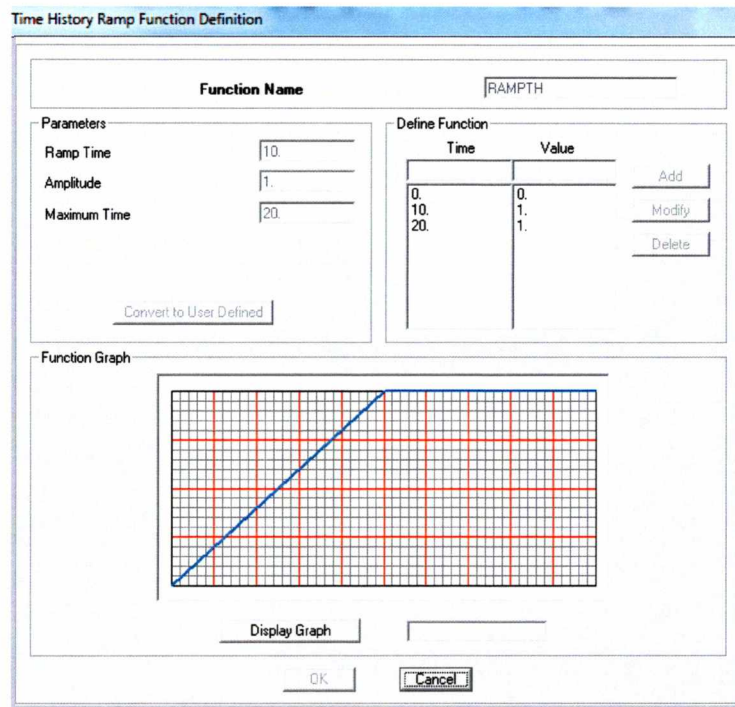 Time History Ramp Function Definition
Function Name RAMPTH
Parameters
Ramp Time 10.
Amplitude 1.
Maximum Time 20.
Convert to User Defined
Define Function
Time Value
0. 0.
10. 1.
20. 1.
Add
Modify
Delete
Function Graph
Display Graph
OK Cancel